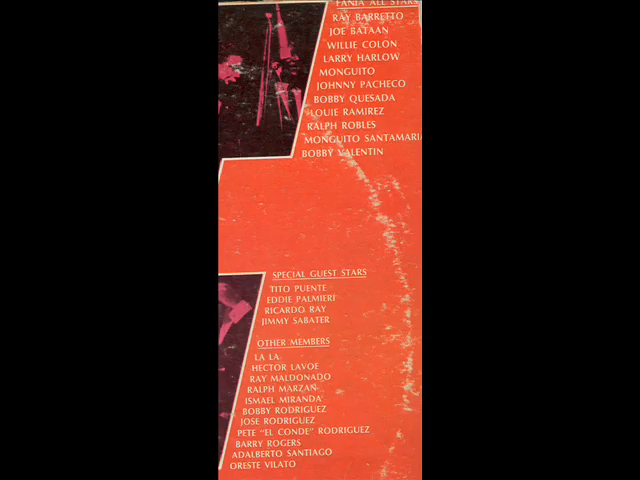 FANIA ALL STARS
RAY BARRETTO
JOE BATAAN
WILLIE COLON
LARRY HARLOW
MONGUITO
JOHNNY PACHECO
BOBBY QUESADA
LOUIE RAMIREZ
RALPH ROBLES
MONGUITO SANTAMARIA
BOBBY VALENTIN
SPECIAL GUEST STARS
TITO PUENTE
EDDIE PALMIERI
RICARDO RAY
JIMMY SABATER
OTHER MEMBERS
LA LA
HECTOR LAVOE
RAY MALDONADO
RALPH MARZAN
ISMAEL MIRANDA
BOBBY RODRIGUEZ
JOSE RODRIGUEZ
PETE "EL CONDE" RODRIGUEZ
BARRY ROGERS
ADALBERTO SANTIAGO
ORESTE VILATO